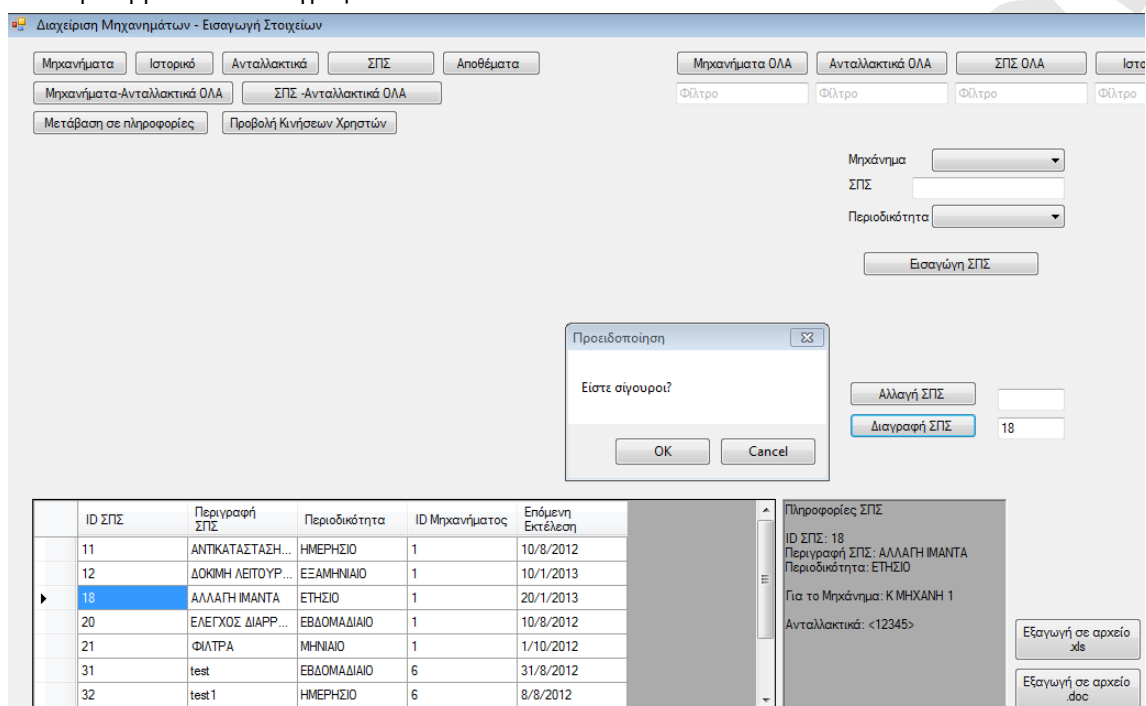 Διαχείριση Μηχανημάτων - Εισαγωγή Στοιχείων
Μηχανήματα Ιστορικό Ανταλλακτικά ΣΠΣ Αποθέματα Μηχανήματα ΟΛΑ Ανταλλακτικά ΟΛΑ ΣΠΣ ΟΛΑ
Μηχανήματα-Ανταλλακτικά ΟΛΑ ΣΠΣ -Ανταλλακτικά ΟΛΑ Φίλτρο Φίλτρο Φίλτρο Φίλτρο
Μετάβαση σε πληροφορίες Προβολή Κινήσεων Χρηστών
Μηχάνημα
ΣΠΣ
Περιοδικότητα
Εισαγώγη ΣΠΣ
Προειδοποίηση
Είστε σίγουροι?
OK Cancel
Αλλαγή ΣΠΣ
Διαγραφή ΣΠΣ 18
ID ΣΠΣ Περιγραφή ΣΠΣ Περιοδικότητα ID Μηχανήματος Επόμενη Εκτέλεση
11 ΑΝΤΙΚΑΤΑΣΤΑΣΗ... ΗΜΕΡΗΣΙΟ 1 10/8/2012
12 ΔΟΚΙΜΗ ΛΕΙΤΟΥΡ... ΕΞΑΜΗΝΙΑΙΟ 1 10/1/2013
18 ΑΛΛΑΓΗ ΙΜΑΝΤΑ ΕΤΗΣΙΟ 1 20/1/2013
20 ΕΛΕΓΧΟΣ ΔΙΑΡΡ... ΕΒΔΟΜΑΔΙΑΙΟ 1 10/8/2012
21 ΦΙΛΤΡΑ ΜΗΝΙΑΙΟ 1 1/10/2012
31 test ΕΒΔΟΜΑΔΙΑΙΟ 6 31/8/2012
32 test1 ΗΜΕΡΗΣΙΟ 6 8/8/2012
Πληροφορίες ΣΠΣ
ID ΣΠΣ: 18
Περιγραφή ΣΠΣ: ΑΛΛΑΓΗ ΙΜΑΝΤΑ
Περιοδικότητα: ΕΤΗΣΙΟ
Για το Μηχάνημα: Κ ΜΗΧΑΝΗ 1
Ανταλλακτικά: <12345>
Εξαγωγή σε αρχείο
.xls
Εξαγωγή σε αρχείο
.doc